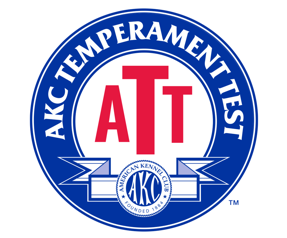 AKC TEMPERAMENT TEST
ATT
AMERICAN KENNEL CLUB
AKC
FOUNDED 1884
TM